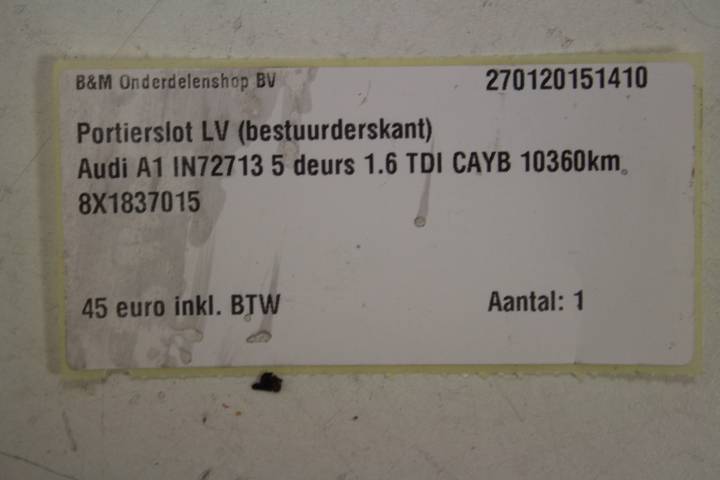 B&M Onderdelenshop BV 270120151410
Portierslot LV (bestuurderskant)
Audi A1 IN72713 5 deurs 1.6 TDI CAYB 10360km.
8X1837015
45 euro inkl. BTW Aantal: 1